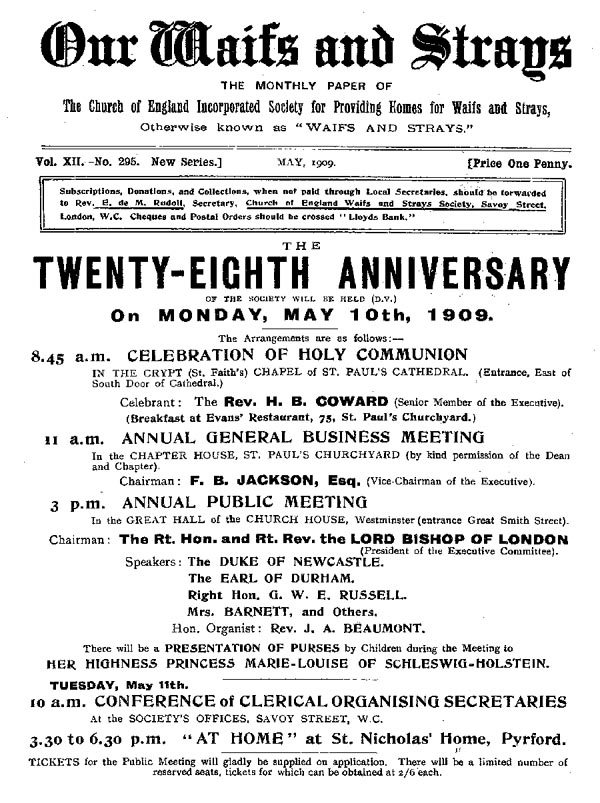 Our Waifs and Strays
THE MONTHLY PAPER OF
The Church of England Incorporated Society for Providing Homes for Waifs and Strays,
Otherwise known as "WAIFS AND STRAYS."
Vol. XII.-No. 295. New Series.] MAY, 1909. [Price One Penny.
Subscriptions, Donations, and Collections, when not paid through Local Secretaries, should be forwarded
to Rev. E. de M. Rudolf, Secretary, Church of England Waifs and Strays Society, Savoy Street,
London, W.C. Cheques and Postal Orders should be crossed "Lloyds Bank."
THE
TWENTY-EIGHTH ANNIVERSARY
OF THE SOCIETY WILL BE HELD (D.V.)
On MONDAY, MAY 10th, 1909.
The Arrangements are as follows:—
8.45 a.m. CELEBRATION OF HOLY COMMUNION
IN THE CRYPT (St. Faith's) CHAPEL of ST. PAUL'S CATHEDRAL. (Entrance, East of
South Door of Cathedral.)
Celebrant: The Rev. H. B. COWARD (Senior Member of the Executive).
(Breakfast at Evans' Restaurant, 75, St. Paul's Churchyard.)
11 a.m. ANNUAL GENERAL BUSINESS MEETING
In the CHAPTER HOUSE, ST. PAUL'S CHURCHYARD (by kind permission of the Dean
and Chapter).
Chairman: F. B. JACKSON, Esq. (Vice-Chairman of the Executive).
3 p.m. ANNUAL PUBLIC MEETING
In the GREAT HALL of the CHURCH HOUSE, Westminster (entrance Great Smith Street).
Chairman: The Rt. Hon. and Rt. Rev. the LORD BISHOP OF LONDON
(President of the Executive Committee).
Speakers: The DUKE OF NEWCASTLE.
The EARL OF DURHAM.
Right Hon. G. W. E. RUSSELL.
Mrs. BARNETT, and Others.
Hon. Organist: Rev. J. A. BEAUMONT.
There will be a PRESENTATION OF PURSES by Children during the Meeting to
HER HIGHNESS PRINCESS MARIE-LOUISE OF SCHLESWIG-HOLSTEIN.
TUESDAY, May 11th.
10 a.m. CONFERENCE of CLERICAL ORGANISING SECRETARIES
At the SOCIETY'S OFFICES, SAVOY STREET, W.C.
3.30 to 6.30 p.m. "AT HOME" at St. Nicholas' Home, Pyrford.
TICKETS for the Public Meeting will gladly be supplied on application. There will be a limited number of
reserved seats, tickets for which can be obtained at 2/6 each.